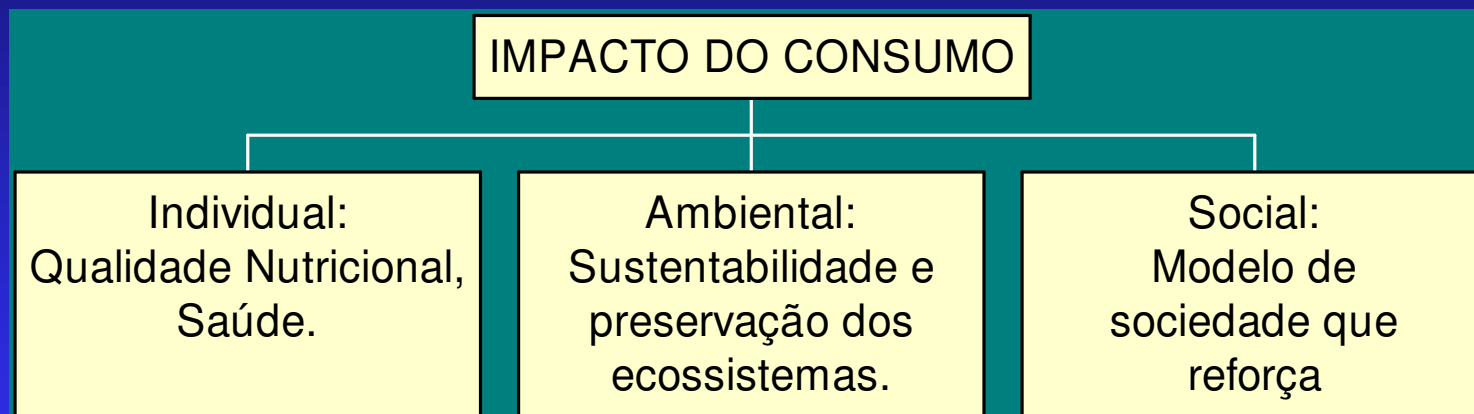 IMPACTO DO CONSUMO
Individual:
Qualidade Nutricional,
Saúde.
Ambiental:
Sustentabilidade e
preservação dos
ecossistemas.
Social:
Modelo de
sociedade que
reforça